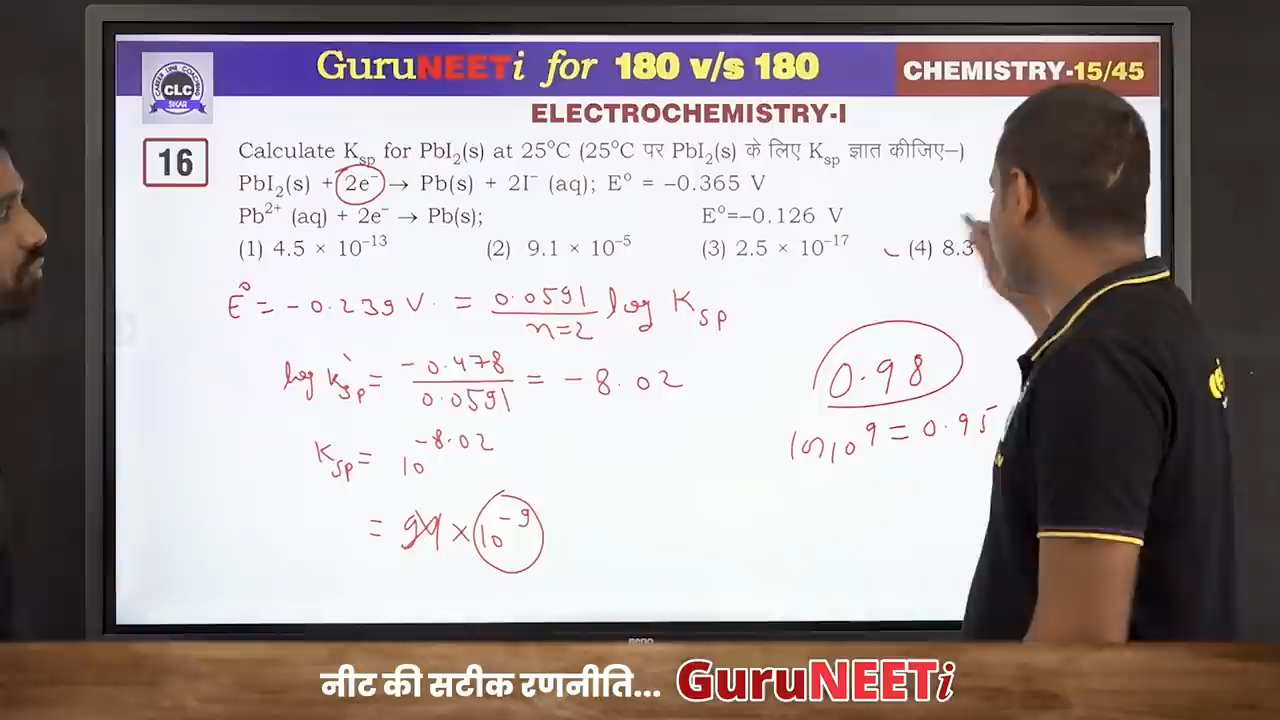 GuruNEETi for 180 v/s 180
CHEMISTRY-15/45
CLC
SIKAR
ELECTROCHEMISTRY-I
16
Calculate Ksp for PbI2(s) at 25°C (25°C पर PbI2(s) के लिए Ksp ज्ञात कीजिए–)
PbI2(s) + 2e– → Pb(s) + 2I– (aq); E° = –0.365 V
Pb2+ (aq) + 2e– → Pb(s); E°=–0.126 V
(1) 4.5 × 10–13 (2) 9.1 × 10–5 (3) 2.5 × 10–17 (4) 8.3
E° = -0.239 V. = 0.0591/n=2 log Ksp
log Ksp = -0.478/0.0591 = -8.02
Ksp = 10-8.02
= × 10-9
0.98
log10 9 = 0.95
नीट की सटीक रणनीति... GuruNEETi